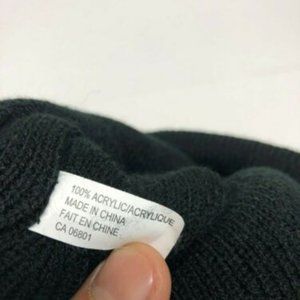 100% ACRYLIC/ACRYLIQUE
MADE IN CHINA
FAIT EN CHINE
CA 06801